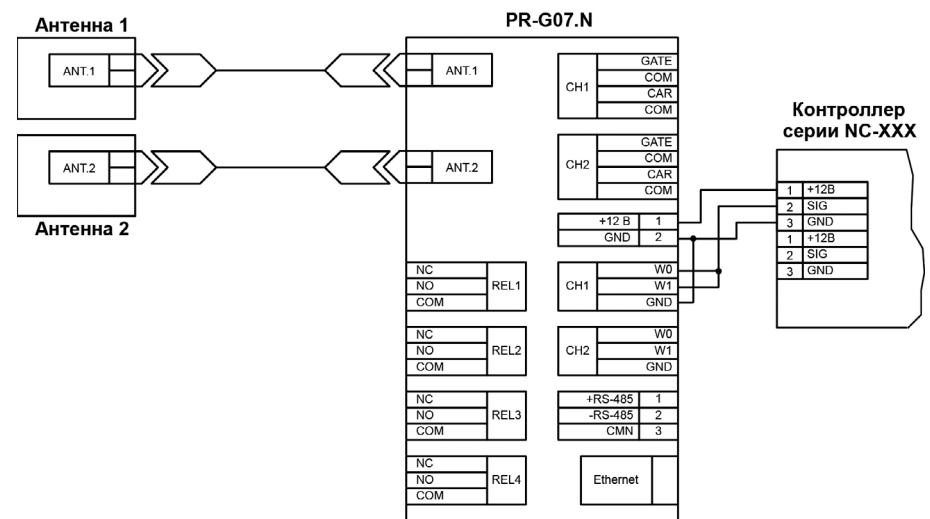 PR-G07.N
Антенна 1
ANT.1
ANT.1
CH1
GATE
COM
CAR
COM
Контроллер
серии NC-XXX
ANT.2
ANT.2
Антенна 2
CH2
GATE
COM
CAR
COM
+12 В 1
GND 2
1 +12В
2 SIG
3 GND
1 +12В
2 SIG
3 GND
NC
NO
COM
REL1
CH1
W0
W1
GND
NC
NO
COM
REL2
CH2
W0
W1
GND
NC
NO
COM
REL3
+RS-485 1
-RS-485 2
CMN 3
NC
NO
COM
REL4
Ethernet